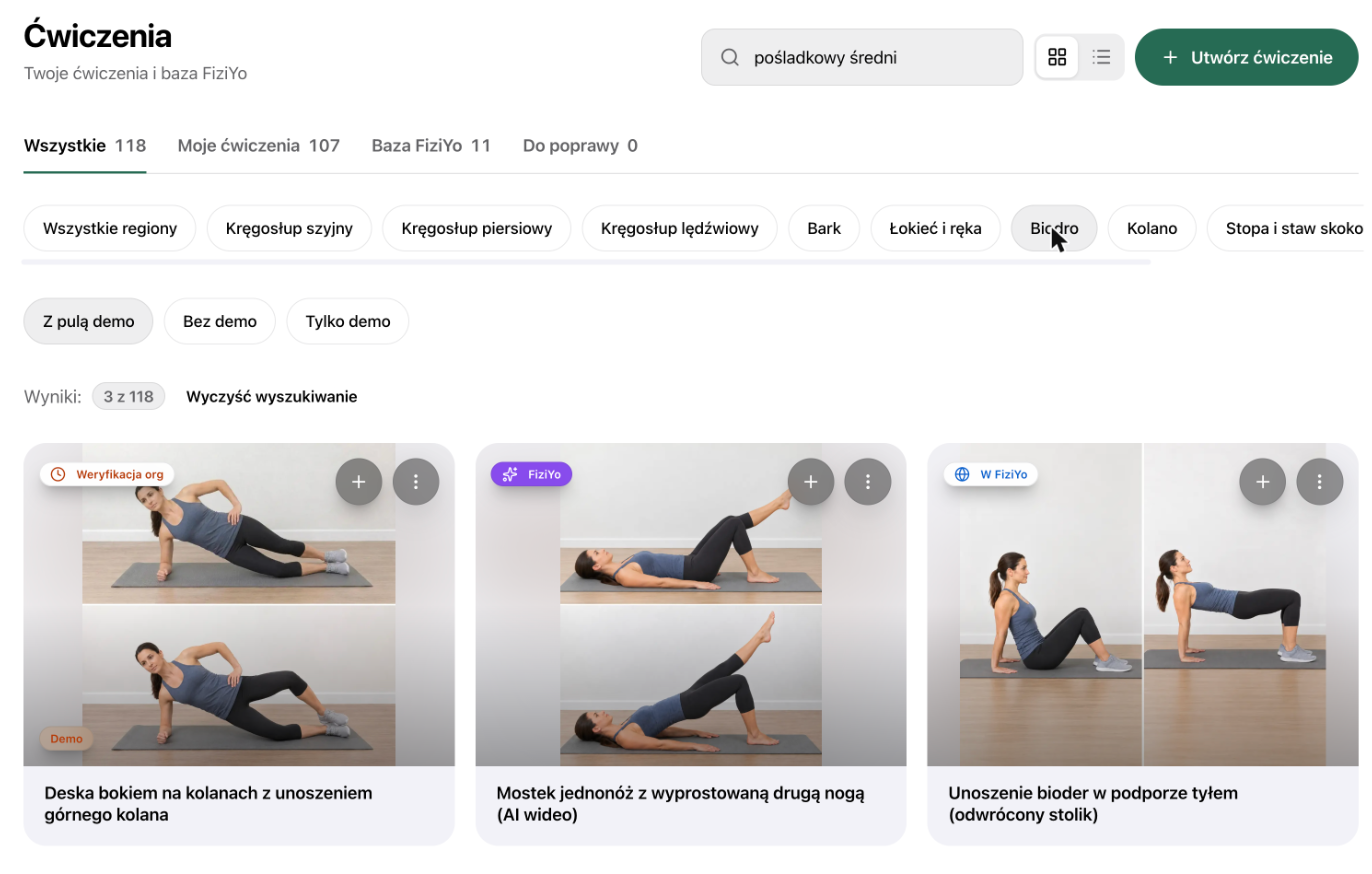 Ćwiczenia
Twoje ćwiczenia i baza FiziYo
pośladkowy średni
+ Utwórz ćwiczenie
Wszystkie 118
Moje ćwiczenia 107
Baza FiziYo 11
Do poprawy 0
Wszystkie regiony
Kręgosłup szyjny
Kręgosłup piersiowy
Kręgosłup lędźwiowy
Bark
Łokieć i ręka
Biodro
Kolano
Stopa i staw skoko
Z pulą demo
Bez demo
Tylko demo
Wyniki: 3 z 118 Wyczyść wyszukiwanie
Weryfikacja org
Demo
Deska bokiem na kolanach z unoszeniem
górnego kolana
FiziYo
Mostek jednonóż z wyprostowaną drugą nogą
(AI wideo)
W FiziYo
Unoszenie bioder w podporze tyłem
(odwrócony stolik)